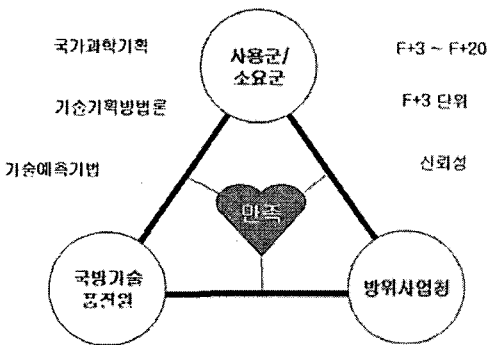 국가과학기획
사용군/
소요군
F+3 ~ F+20
기술기획방법론
F+3 단위
기술예측기법
신뢰성
만족
국방기술
품질원
방위사업청